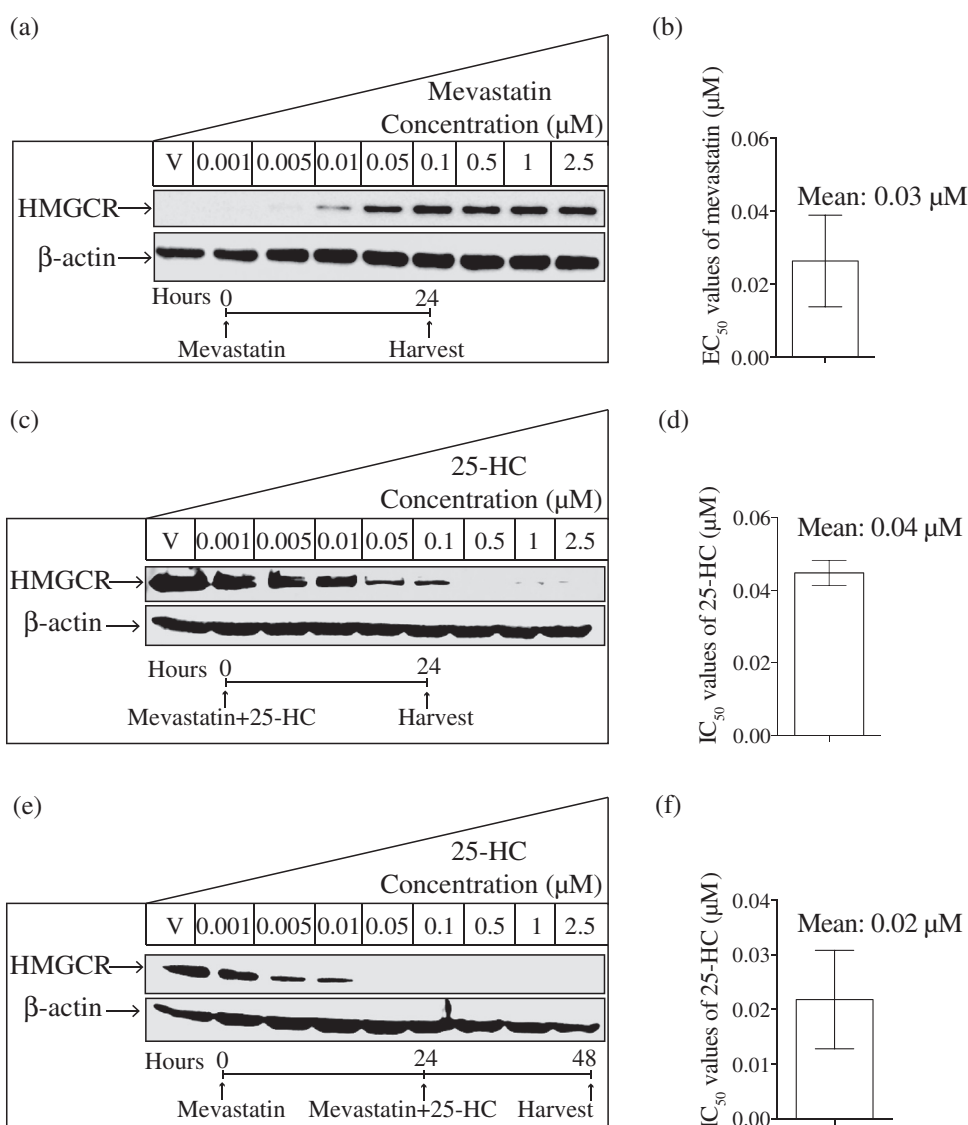 (a)
Mevastatin
Concentration (μM)
V 0.001 0.005 0.01 0.05 0.1 0.5 1 2.5
HMGCR
β-actin
Hours 0 24
Mevastatin Harvest
(b)
EC50 values of mevastatin (μM)
0.06
0.04
0.02
0.00
Mean: 0.03 μM
(c)
25-HC
Concentration (μM)
V 0.001 0.005 0.01 0.05 0.1 0.5 1 2.5
HMGCR
β-actin
Hours 0 24
Mevastatin+25-HC Harvest
(d)
IC50 values of 25-HC (μM)
0.06
0.04
0.02
0.00
Mean: 0.04 μM
(e)
25-HC
Concentration (μM)
V 0.001 0.005 0.01 0.05 0.1 0.5 1 2.5
HMGCR
β-actin
Hours 0 24 48
Mevastatin Mevastatin+25-HC Harvest
(f)
IC50 values of 25-HC (μM)
0.04
0.03
0.02
0.01
0.00
Mean: 0.02 μM